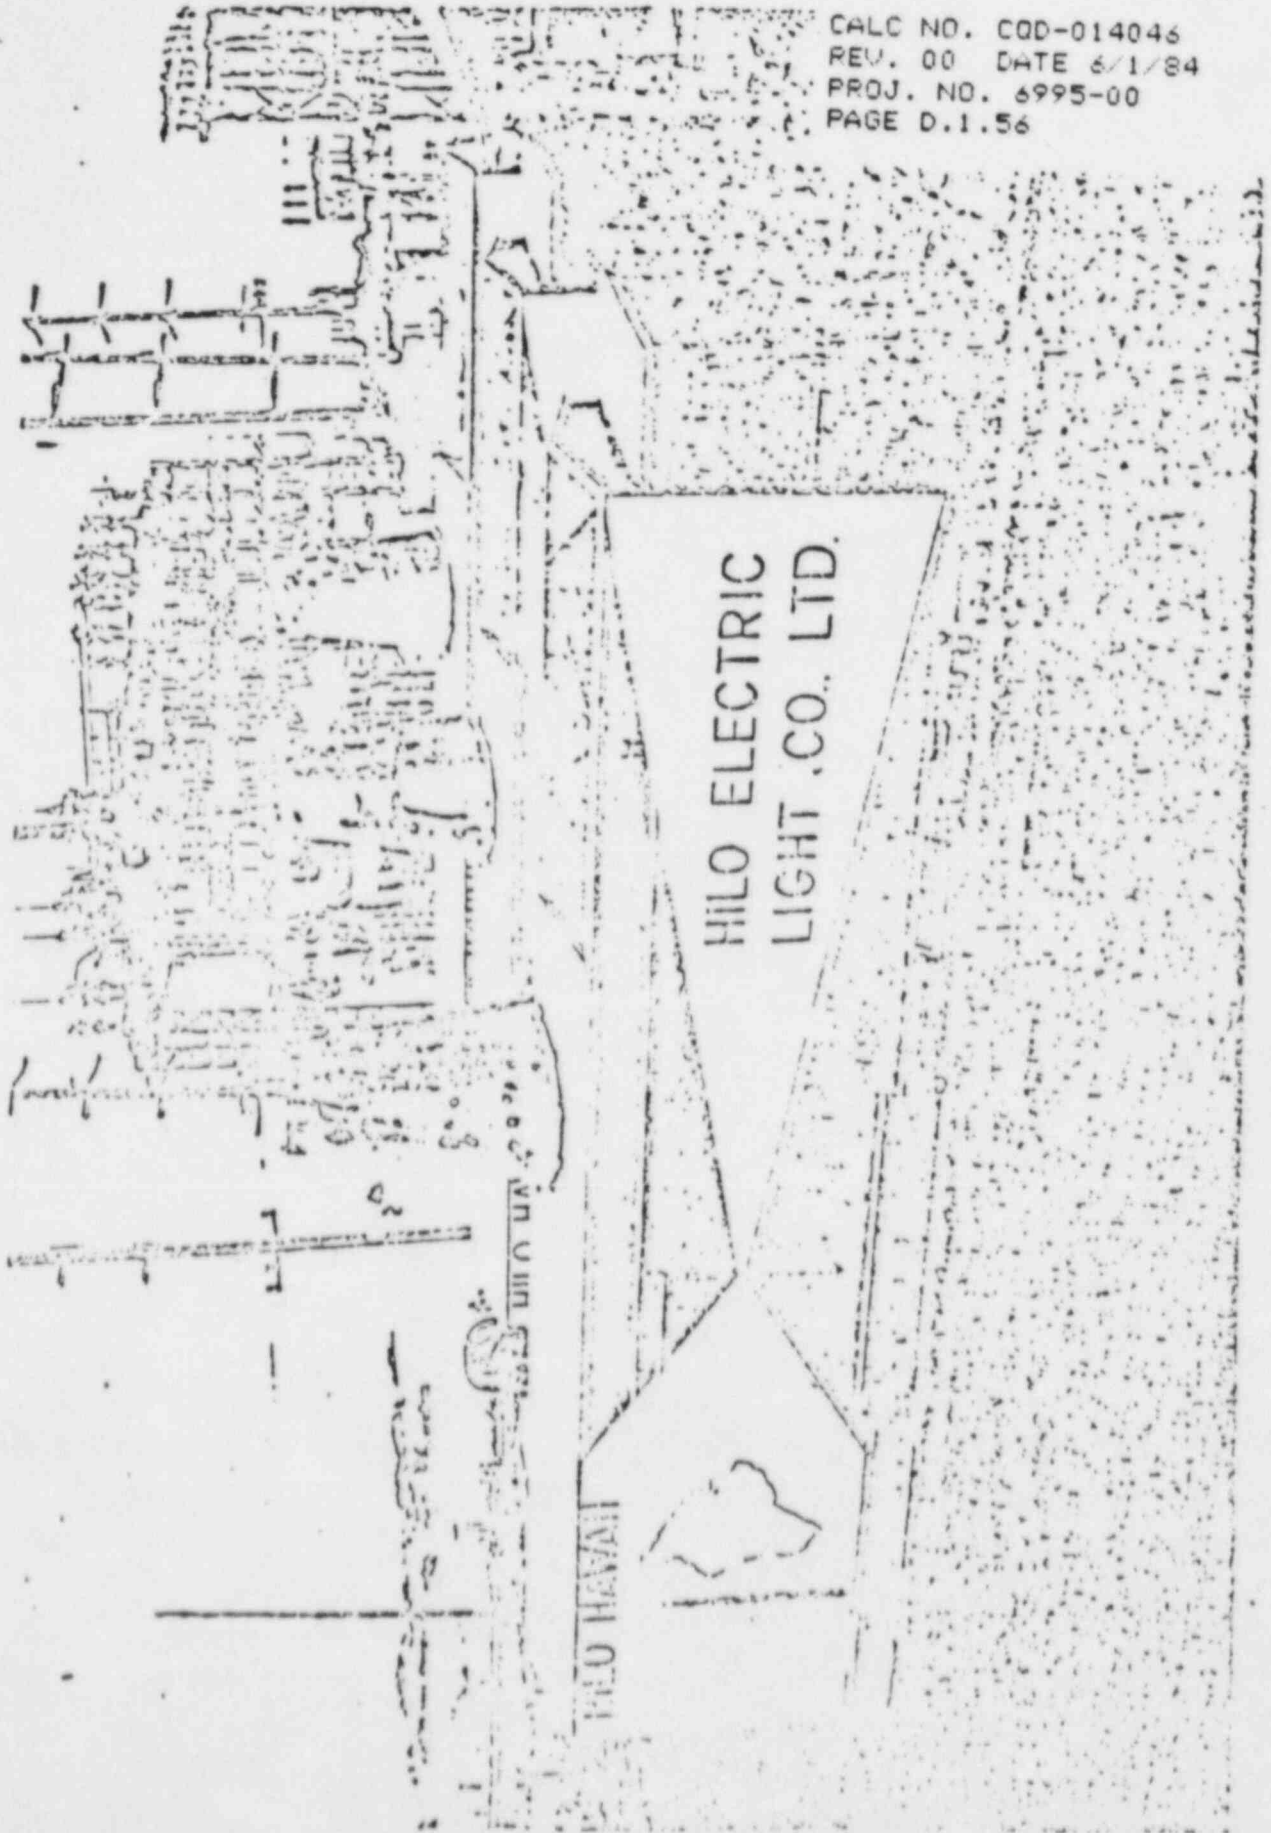 CALC NO. CQD-014046
REV. 00 DATE 6/1/84
PROJ. NO. 6995-00
PAGE D.1.56
HILO ELECTRIC
LIGHT .CO. LTD.
HAWAII